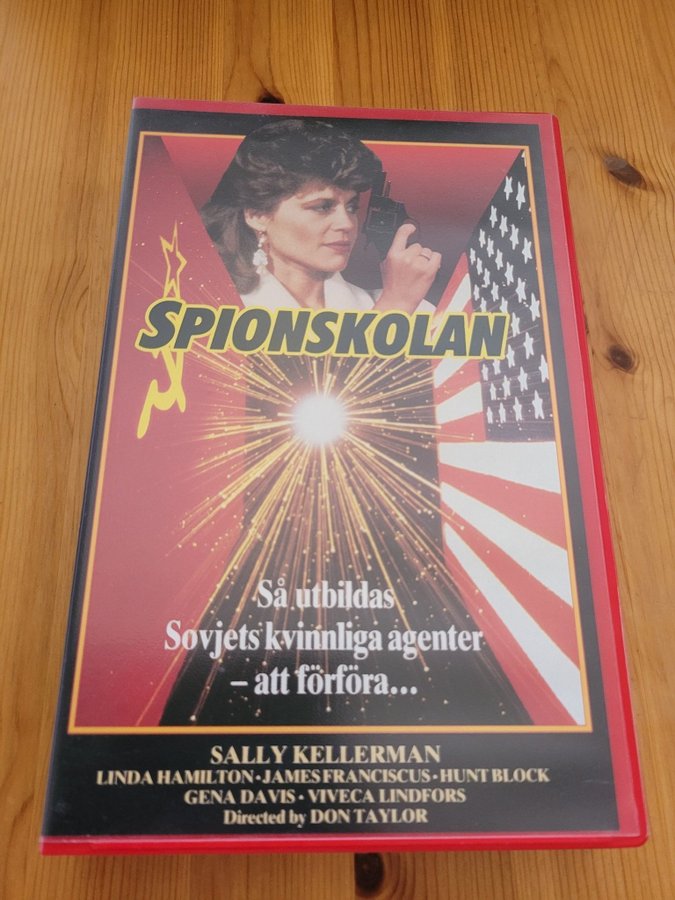 SPIONSKOLAN
Så utbildas
Sovjets kvinnliga agenter
– att förföra...
SALLY KELLERMAN
LINDA HAMILTON • JAMES FRANCISCUS • HUNT BLOCK
GENA DAVIS • VIVECA LINDFORS
Directed by DON TAYLOR